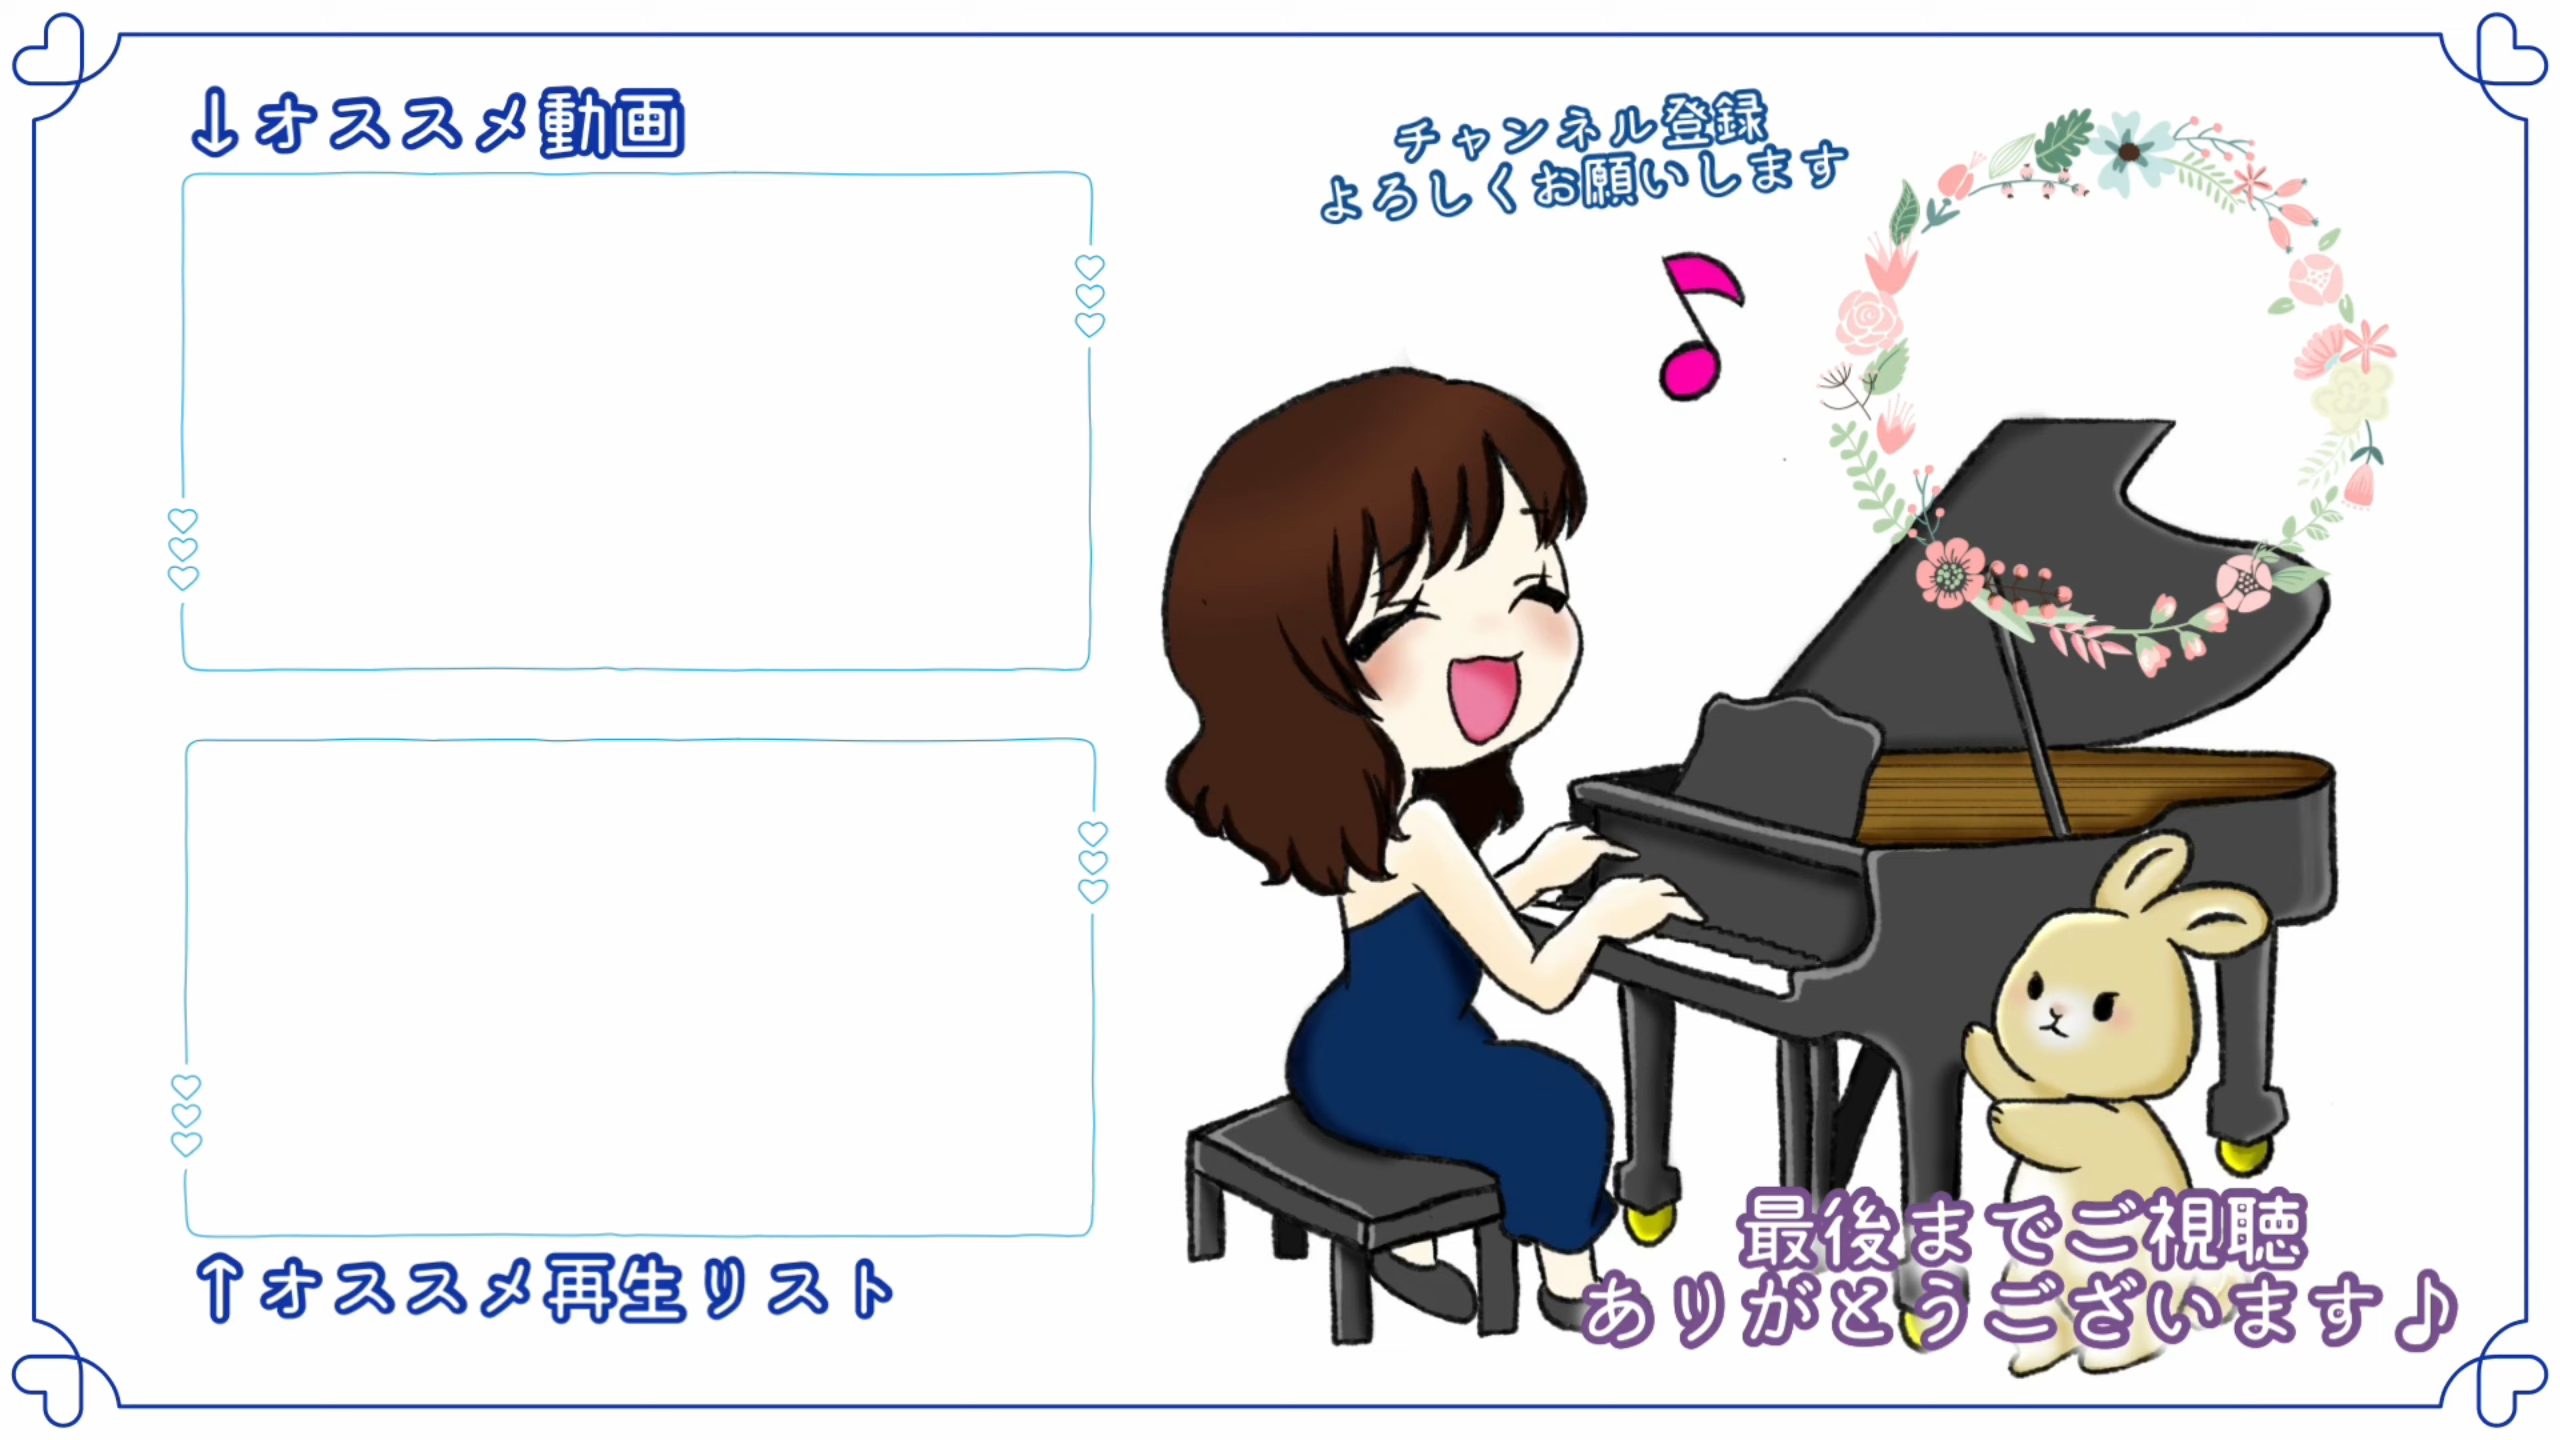 ↓オススメ動画
チャンネル登録
よろしくお願いします
↑オススメ再生リスト
最後までご視聴
ありがとうございます♪